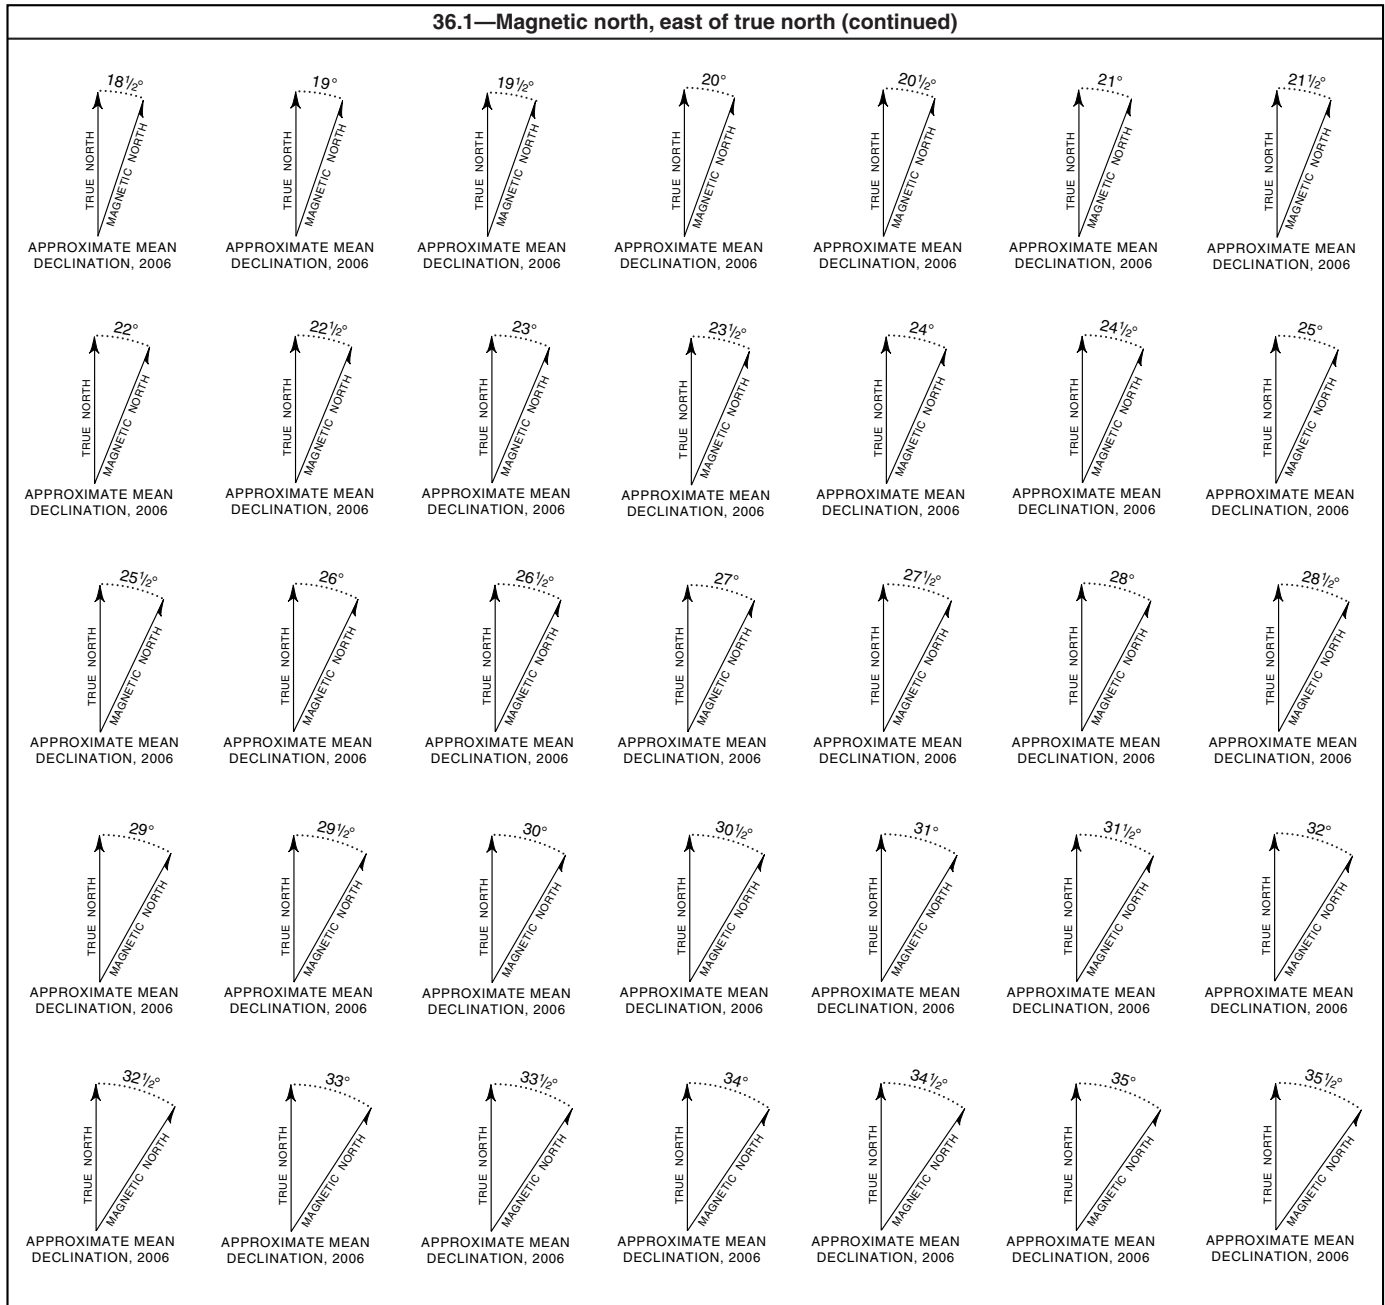 36.1—Magnetic north, east of true north (continued)
18½° 19° 19½° 20° 20½° 21° 21½°
TRUE NORTH MAGNETIC NORTH TRUE NORTH MAGNETIC NORTH TRUE NORTH MAGNETIC NORTH TRUE NORTH MAGNETIC NORTH TRUE NORTH MAGNETIC NORTH TRUE NORTH MAGNETIC NORTH TRUE NORTH MAGNETIC NORTH
APPROXIMATE MEAN APPROXIMATE MEAN APPROXIMATE MEAN APPROXIMATE MEAN APPROXIMATE MEAN APPROXIMATE MEAN APPROXIMATE MEAN
DECLINATION, 2006 DECLINATION, 2006 DECLINATION, 2006 DECLINATION, 2006 DECLINATION, 2006 DECLINATION, 2006 DECLINATION, 2006
22° 22½° 23° 23½° 24° 24½° 25°
TRUE NORTH MAGNETIC NORTH TRUE NORTH MAGNETIC NORTH TRUE NORTH MAGNETIC NORTH TRUE NORTH MAGNETIC NORTH TRUE NORTH MAGNETIC NORTH TRUE NORTH MAGNETIC NORTH TRUE NORTH MAGNETIC NORTH
APPROXIMATE MEAN APPROXIMATE MEAN APPROXIMATE MEAN APPROXIMATE MEAN APPROXIMATE MEAN APPROXIMATE MEAN APPROXIMATE MEAN
DECLINATION, 2006 DECLINATION, 2006 DECLINATION, 2006 DECLINATION, 2006 DECLINATION, 2006 DECLINATION, 2006 DECLINATION, 2006
25½° 26° 26½° 27° 27½° 28° 28½°
TRUE NORTH MAGNETIC NORTH TRUE NORTH MAGNETIC NORTH TRUE NORTH MAGNETIC NORTH TRUE NORTH MAGNETIC NORTH TRUE NORTH MAGNETIC NORTH TRUE NORTH MAGNETIC NORTH TRUE NORTH MAGNETIC NORTH
APPROXIMATE MEAN APPROXIMATE MEAN APPROXIMATE MEAN APPROXIMATE MEAN APPROXIMATE MEAN APPROXIMATE MEAN APPROXIMATE MEAN
DECLINATION, 2006 DECLINATION, 2006 DECLINATION, 2006 DECLINATION, 2006 DECLINATION, 2006 DECLINATION, 2006 DECLINATION, 2006
29° 29½° 30° 30½° 31° 31½° 32°
TRUE NORTH MAGNETIC NORTH TRUE NORTH MAGNETIC NORTH TRUE NORTH MAGNETIC NORTH TRUE NORTH MAGNETIC NORTH TRUE NORTH MAGNETIC NORTH TRUE NORTH MAGNETIC NORTH TRUE NORTH MAGNETIC NORTH
APPROXIMATE MEAN APPROXIMATE MEAN APPROXIMATE MEAN APPROXIMATE MEAN APPROXIMATE MEAN APPROXIMATE MEAN APPROXIMATE MEAN
DECLINATION, 2006 DECLINATION, 2006 DECLINATION, 2006 DECLINATION, 2006 DECLINATION, 2006 DECLINATION, 2006 DECLINATION, 2006
32½° 33° 33½° 34° 34½° 35° 35½°
TRUE NORTH MAGNETIC NORTH TRUE NORTH MAGNETIC NORTH TRUE NORTH MAGNETIC NORTH TRUE NORTH MAGNETIC NORTH TRUE NORTH MAGNETIC NORTH TRUE NORTH MAGNETIC NORTH TRUE NORTH MAGNETIC NORTH
APPROXIMATE MEAN APPROXIMATE MEAN APPROXIMATE MEAN APPROXIMATE MEAN APPROXIMATE MEAN APPROXIMATE MEAN APPROXIMATE MEAN
DECLINATION, 2006 DECLINATION, 2006 DECLINATION, 2006 DECLINATION, 2006 DECLINATION, 2006 DECLINATION, 2006 DECLINATION, 2006